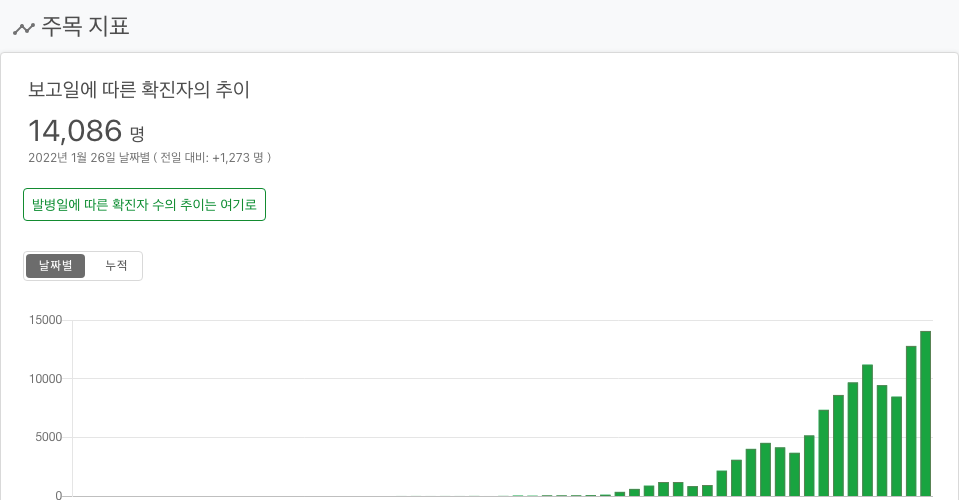 주목 지표
보고일에 따른 확진자의 추이
14,086 명
2022년 1월 26일 날짜별 ( 전일 대비: +1,273 명 )
발병일에 따른 확진자 수의 추이는 여기로
날짜별 누적
15000
10000
5000
0